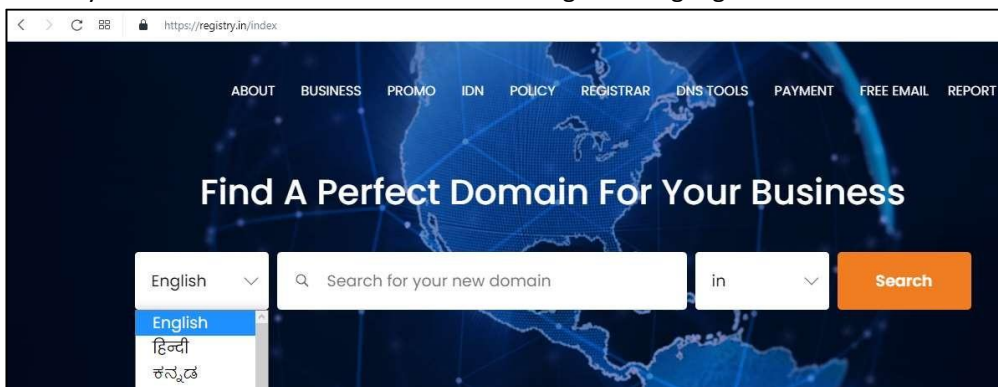 https://registry.in/index
ABOUT BUSINESS PROMO IDN POLICY REGISTRAR DNS TOOLS PAYMENT FREE EMAIL REPORT
Find A Perfect Domain For Your Business
English Search for your new domain in Search
English
हिन्दी
ಕನ್ನಡ